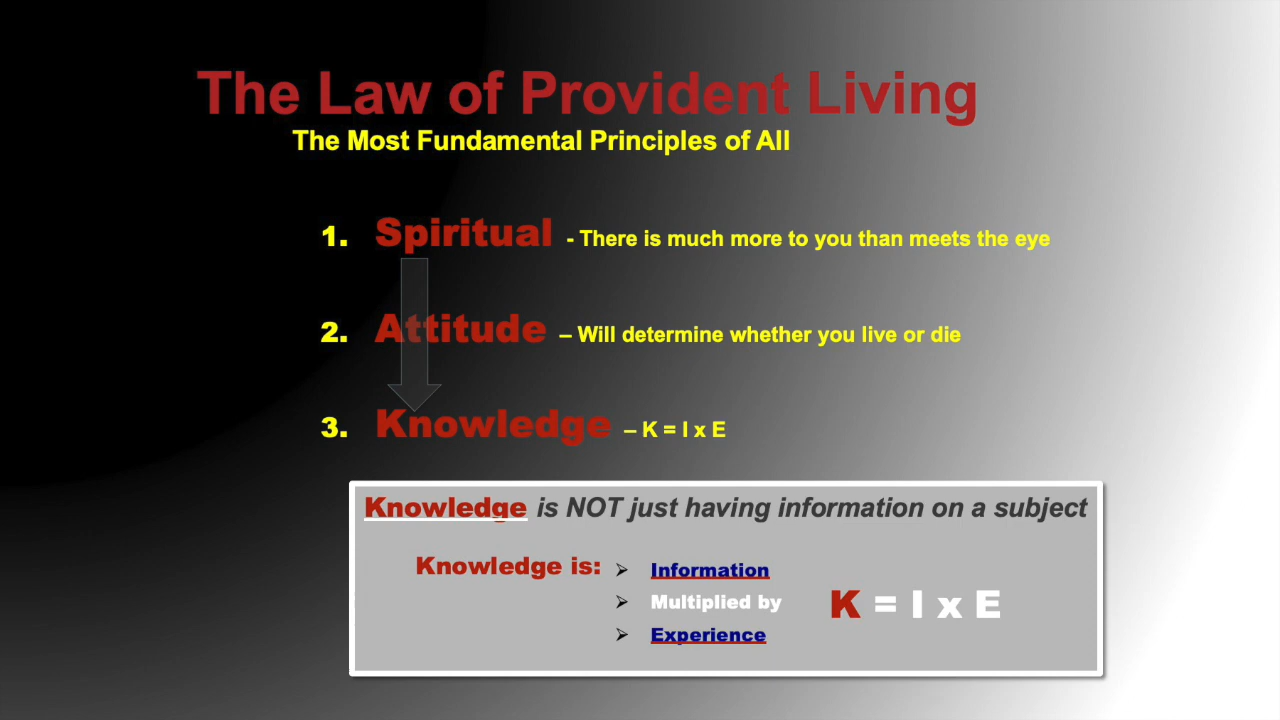 The Law of Provident Living
The Most Fundamental Principles of All
1. Spiritual - There is much more to you than meets the eye
2. Attitude – Will determine whether you live or die
3. Knowledge – K = I x E
Knowledge is NOT just having information on a subject
Knowledge is: ➢ Information
➢ Multiplied by
K = I x E
➢ Experience